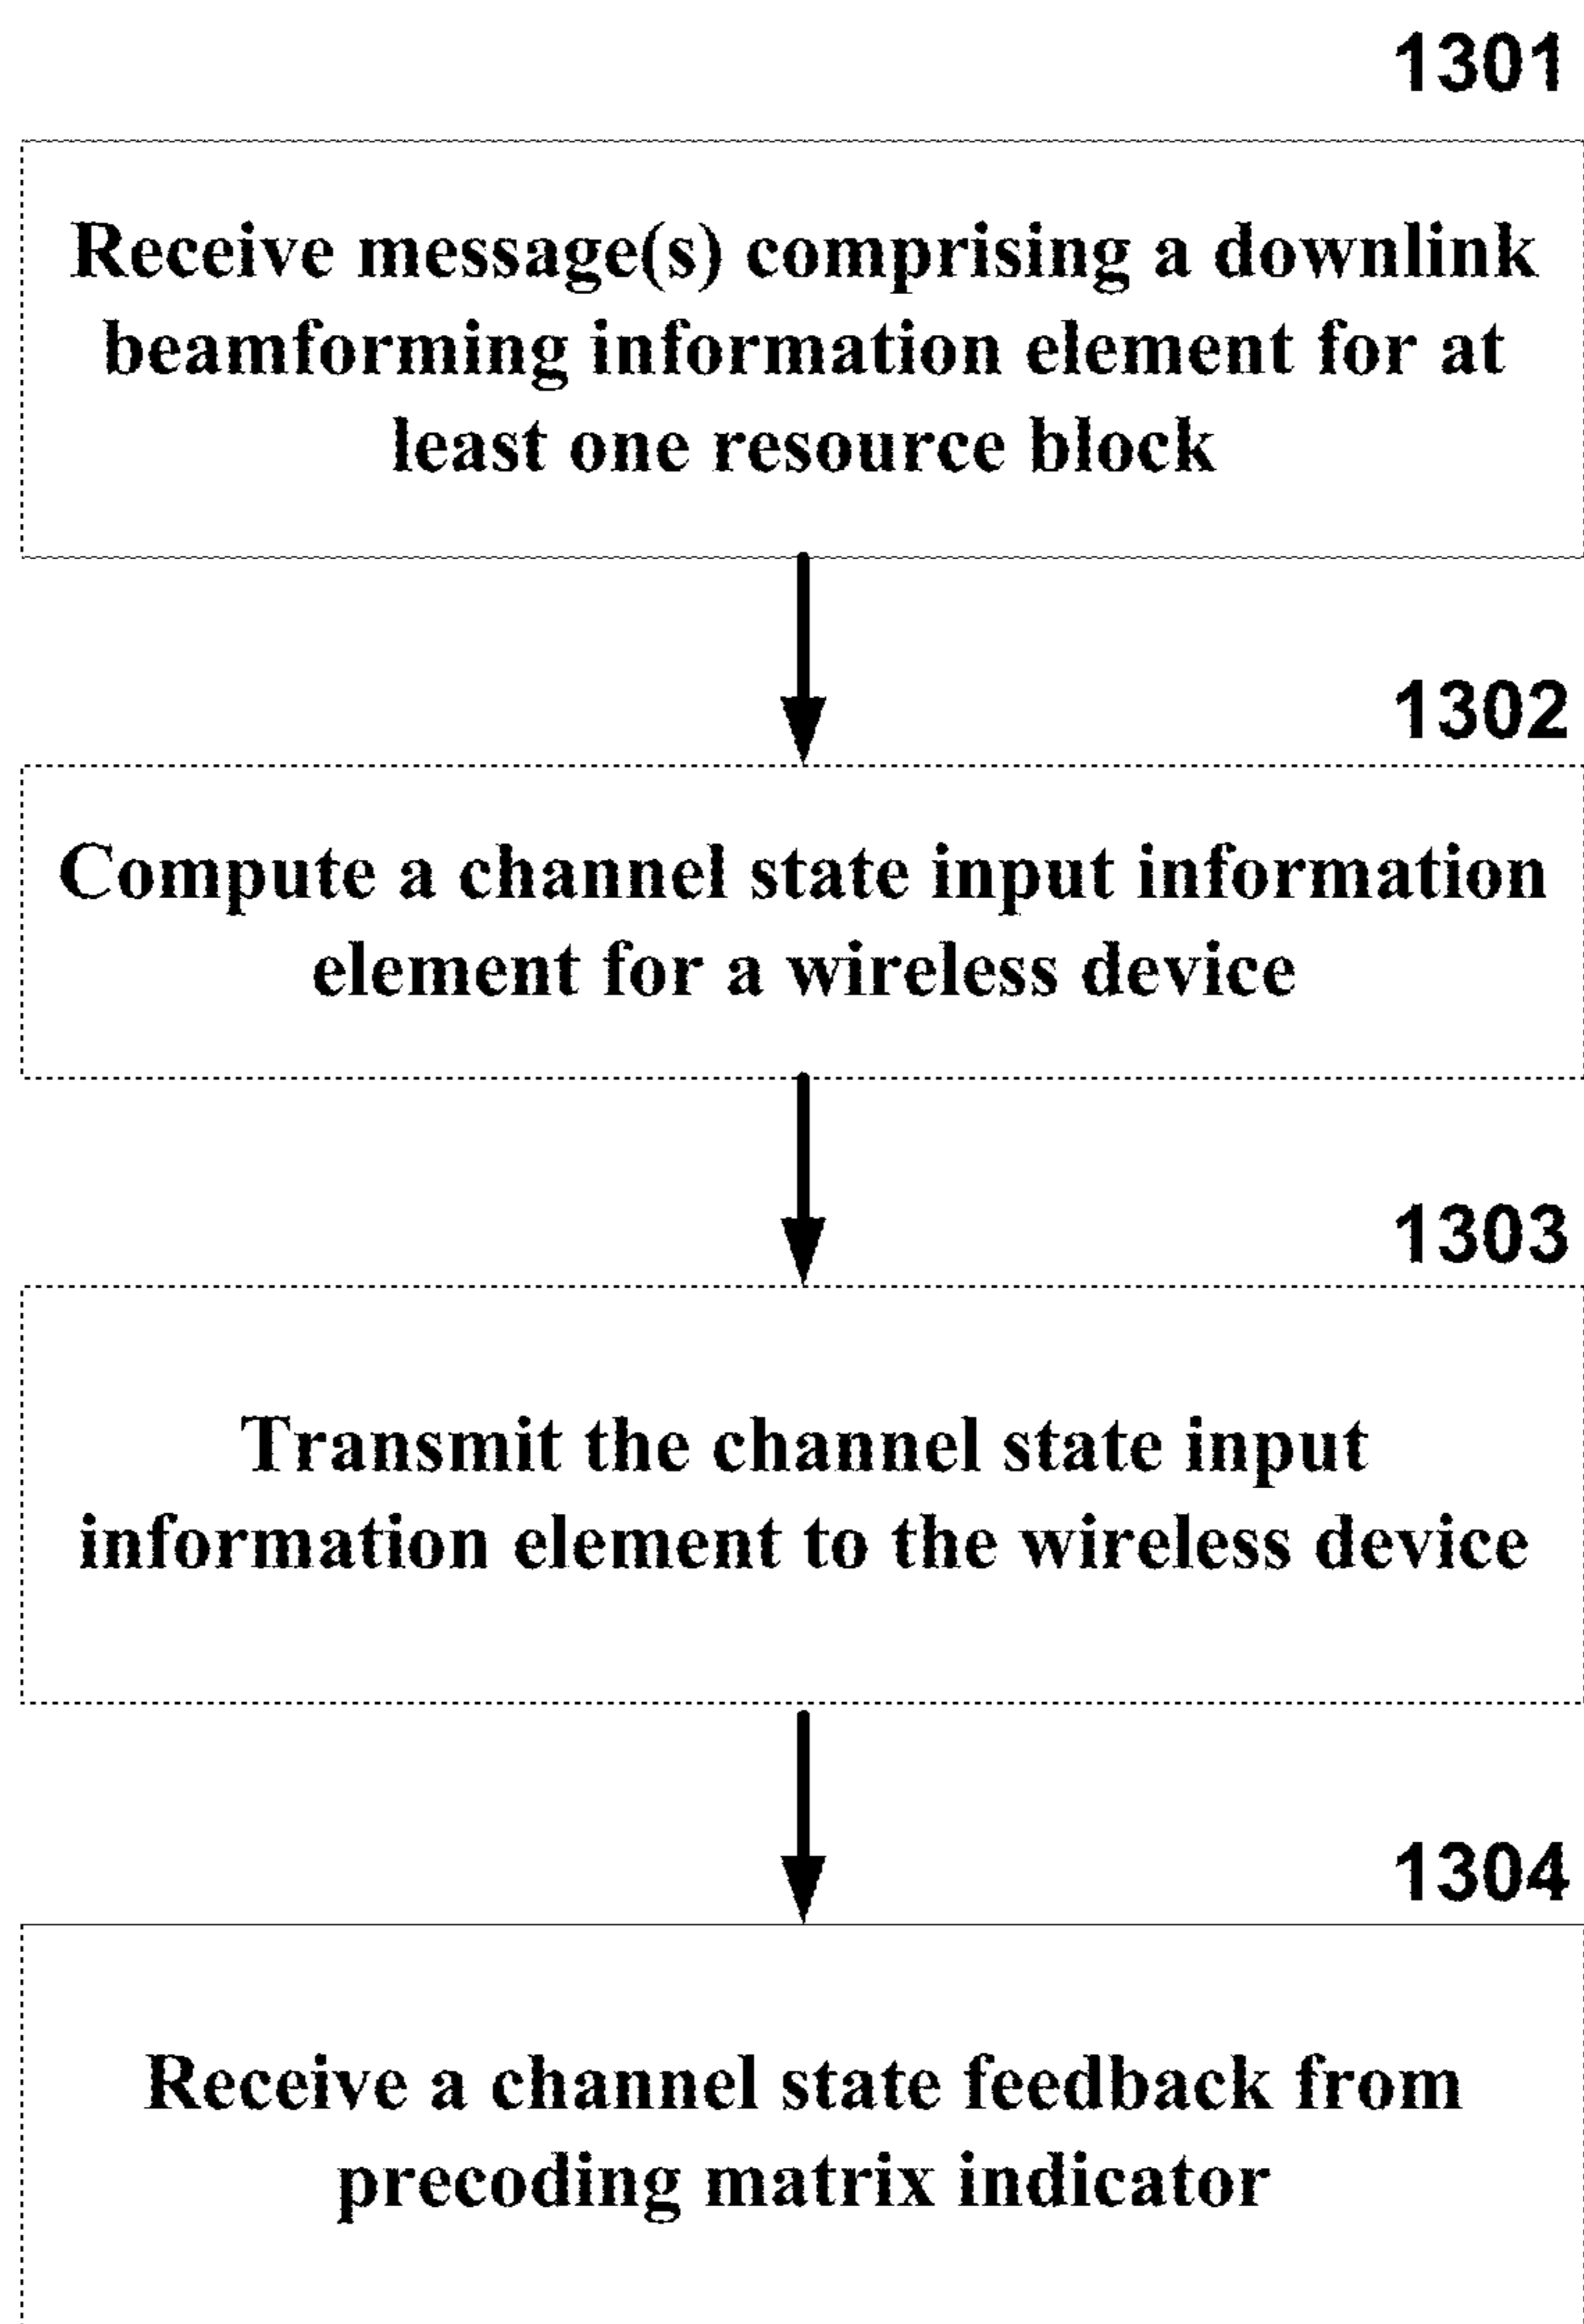 1301
Receive message(s) comprising a downlink
beamforming information element for at
least one resource block
1302
Compute a channel state input information
element for a wireless device
1303
Transmit the channel state input
information element to the wireless device
1304
Receive a channel state feedback from
precoding matrix indicator